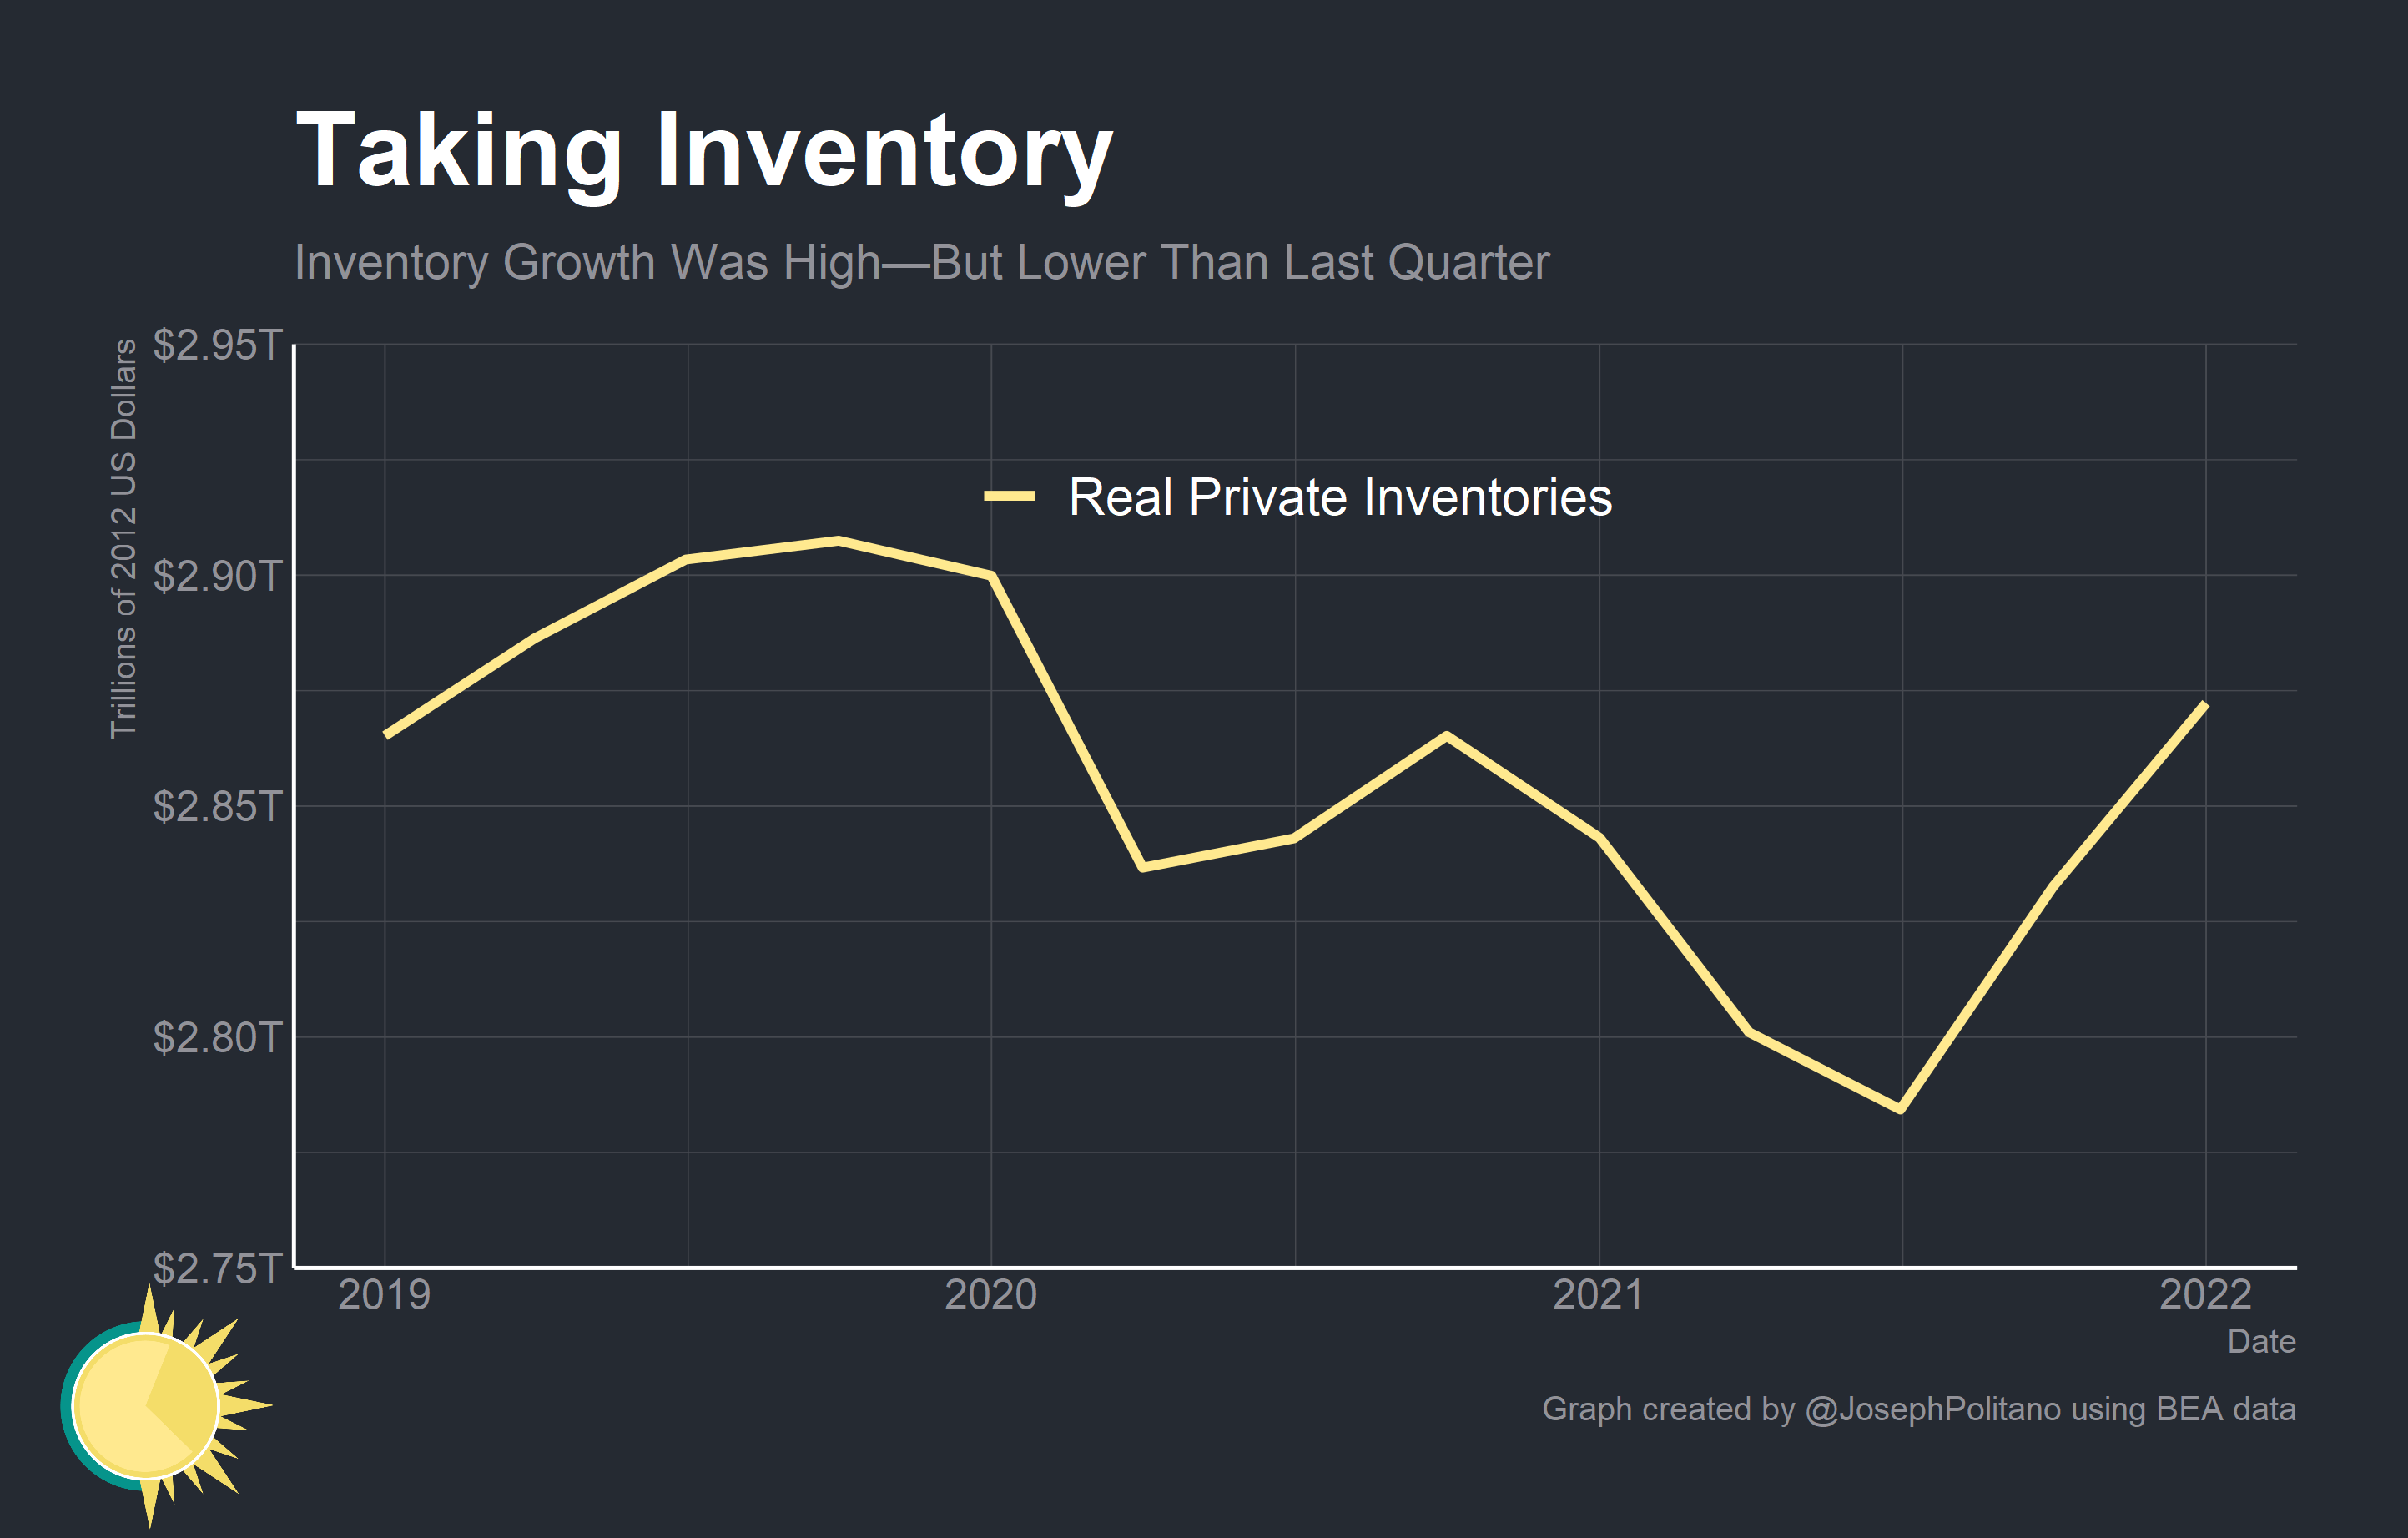 Taking Inventory
Inventory Growth Was High—But Lower Than Last Quarter
Trillions of 2012 US Dollars
$2.95T
$2.90T
$2.85T
$2.80T
$2.75T
Real Private Inventories
2019
2020
2021
2022
Date
Graph created by @JosephPolitano using BEA data